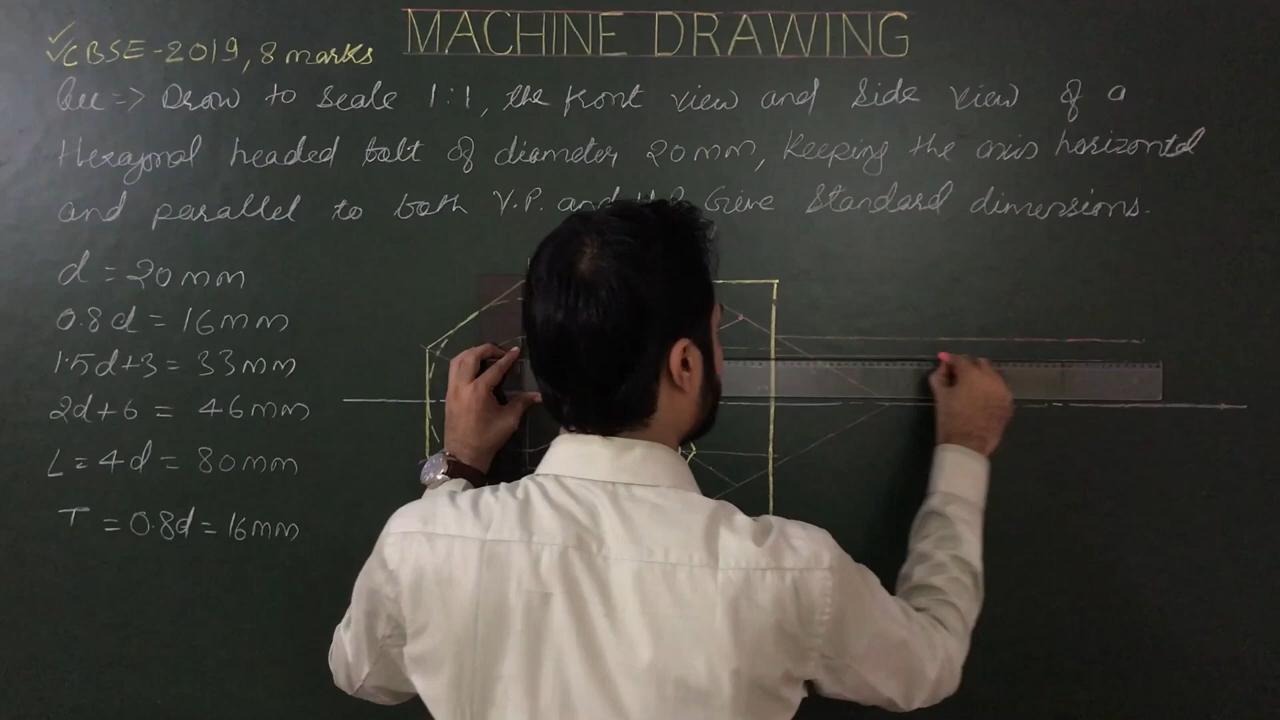 MACHINE DRAWING
CBSE-2019, 8 marks
Que => Draw to Scale 1:1, the front view and Side view of a
Hexagonal headed bolt of diameter 20mm, Keeping the axis horizontal
and parallel to both V.P. and H.P. Give Standard dimensions.
d = 20mm
0.8d = 16mm
1.5d+3 = 33mm
2d+6 = 46mm
L = 4d = 80mm
T = 0.8d = 16mm